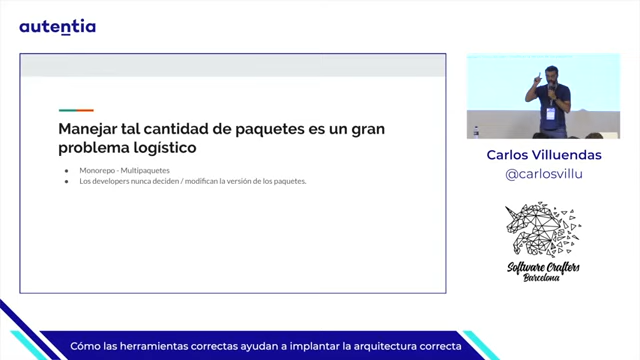 autentia
Manejar tal cantidad de paquetes es un gran
problema logístico
● Monorepo - Multipaquetes
● Los developers nunca deciden / modifican la versión de los paquetes.
Carlos Villuendas
@carlosvillu
Software Crafters
Barcelona
Cómo las herramientas correctas ayudan a implantar la arquitectura correcta